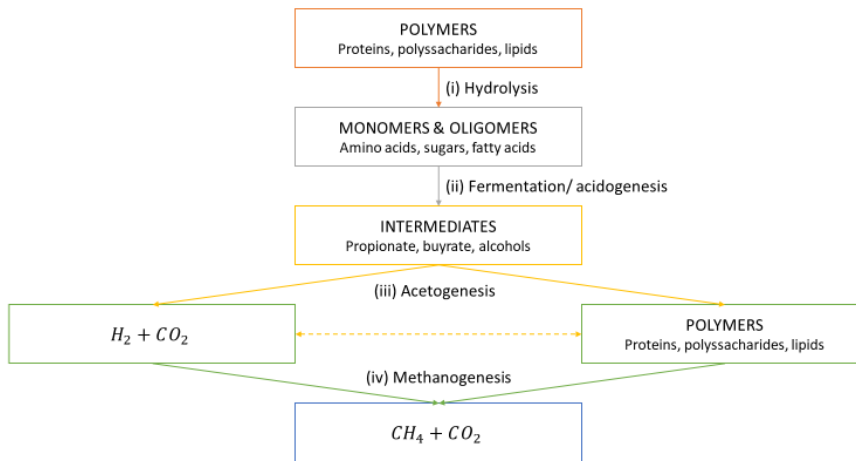 POLYMERS
Proteins, polyssacharides, lipids
(i) Hydrolysis
MONOMERS & OLIGOMERS
Amino acids, sugars, fatty acids
(ii) Fermentation/ acidogenesis
INTERMEDIATES
Propionate, buyrate, alcohols
(iii) Acetogenesis
H₂ + CO₂
POLYMERS
Proteins, polyssacharides, lipids
(iv) Methanogenesis
CH₄ + CO₂